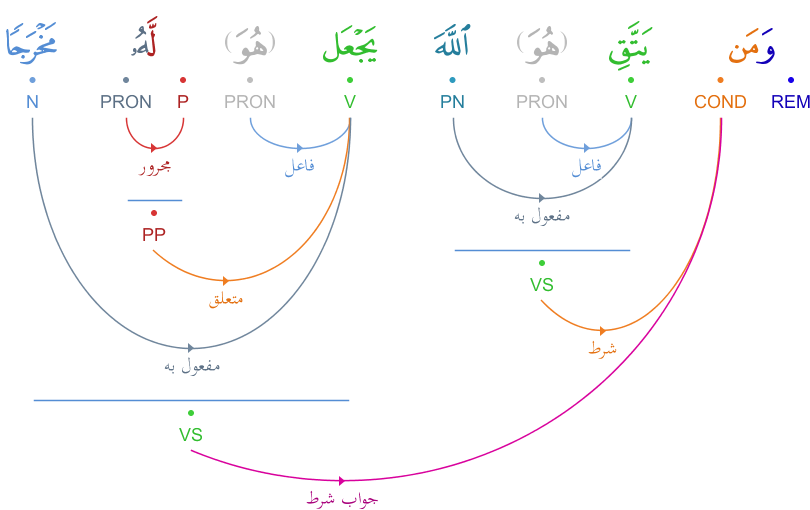 وَمَن يَتَّقِ (هُوَ) ٱللَّهَ يَجْعَل (هُوَ) لَّهُۥ مَخْرَجًا
REM COND V PRON PN V PRON P PRON N
فاعل فاعل مجرور
مفعول به
PP
VS
متعلق
شرط
مفعول به
VS
جواب شرط